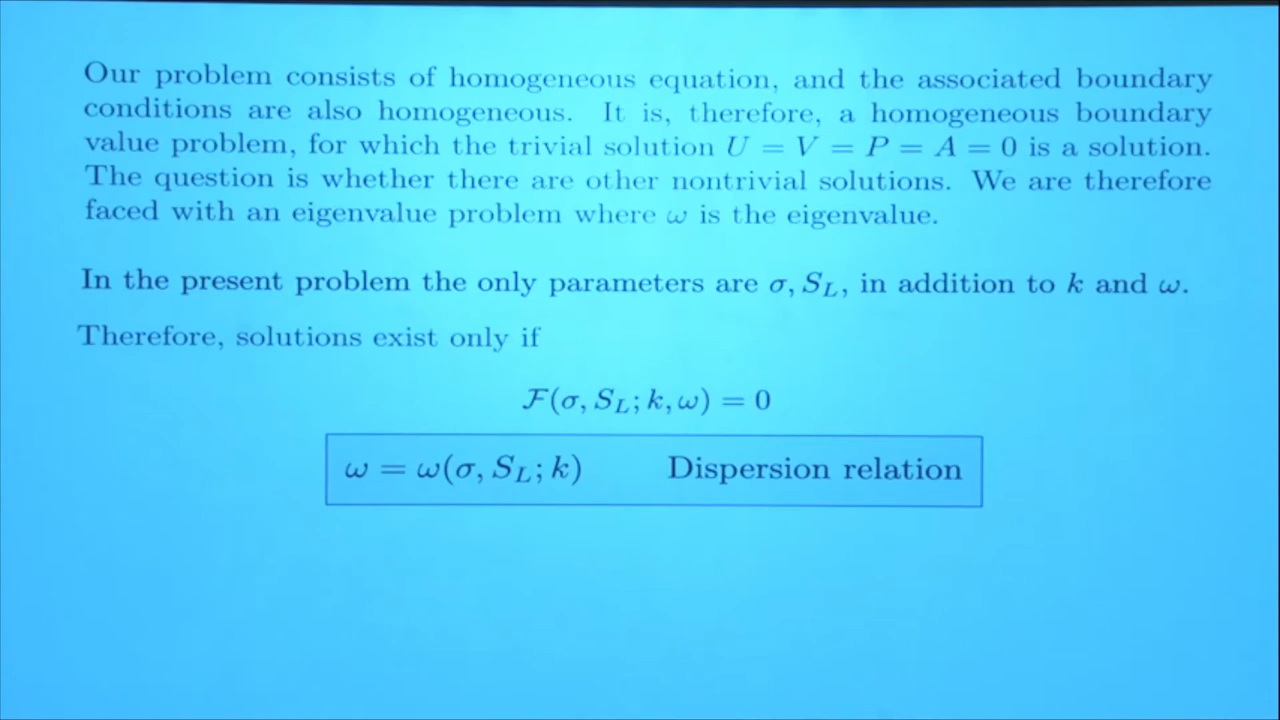 Our problem consists of homogeneous equation, and the associated boundary
conditions are also homogeneous. It is, therefore, a homogeneous boundary
value problem, for which the trivial solution U = V = P = A = 0 is a solution.
The question is whether there are other nontrivial solutions. We are therefore
faced with an eigenvalue problem where ω is the eigenvalue.
In the present problem the only parameters are σ, S_L, in addition to k and ω.
Therefore, solutions exist only if
ℱ(σ, S_L; k, ω) = 0
ω = ω(σ, S_L; k) Dispersion relation